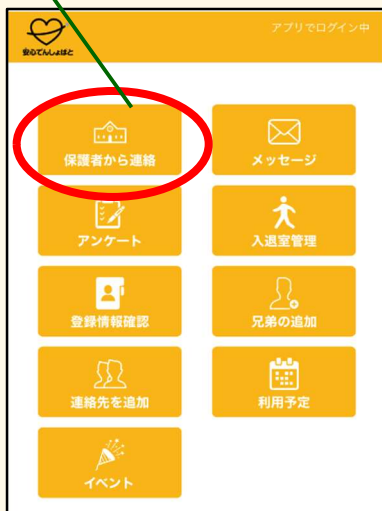 アプリでログイン中
安心でんしょばと
保護者から連絡
メッセージ
アンケート
入退室管理
登録情報確認
兄弟の追加
連絡先を追加
利用予定
イベント